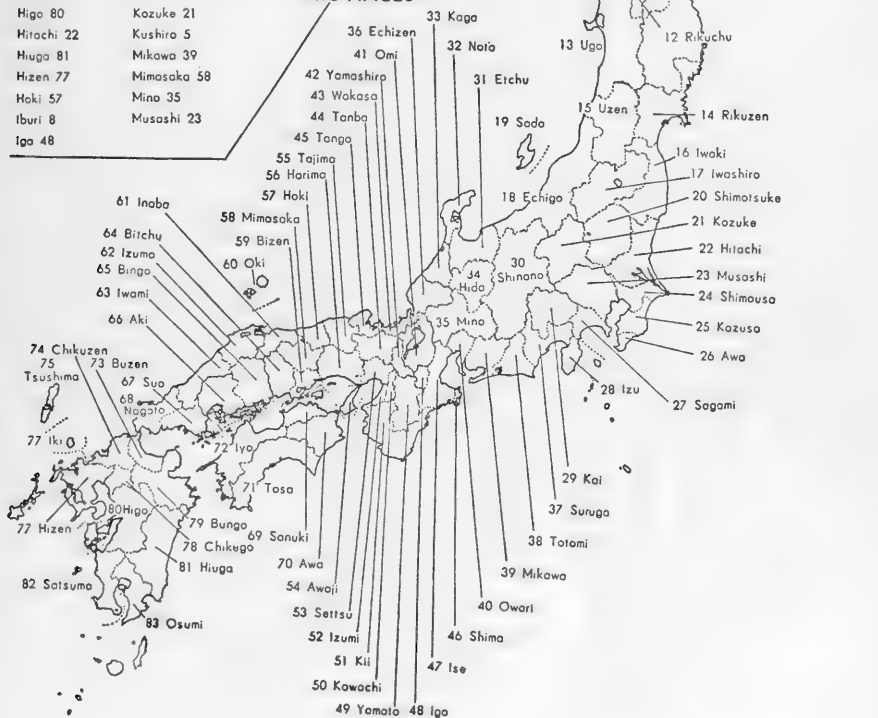 Higo 80
Hitachi 22
Hiuga 81
Hizen 77
Hoki 57
Iburi 8
Iga 48
Kozuke 21
Kushiro 5
Mikawa 39
Mimasaka 58
Mino 35
Musashi 23
33 Kaga
36 Echizen
32 Noto
41 Omi
42 Yamashiro
31 Etchu
43 Wakasa
44 Tanba
45 Tango
55 Tajima
56 Harima
57 Hoki
61 Inaba
58 Mimasaka
64 Bitchu
59 Bizen
62 Izumo
60 Oki
65 Bingo
63 Iwami
66 Aki
74 Chikuzen
73 Buzen
75
Tsushima
67 Suo
68
Nagato
77 Iki
72 Iyo
71 Tosa
77 Hizen
80 Higo
79 Bungo
78 Chikugo
81 Hiuga
82 Satsuma
83 Osumi
69 Sanuki
70 Awa
54 Awaji
53 Settsu
52 Izumi
51 Kii
50 Kawachi
49 Yamato
48 Iga
47 Ise
46 Shima
40 Owari
39 Mikawa
38 Totomi
37 Suruga
29 Kai
28 Izu
27 Sagami
26 Awa
25 Kazusa
24 Shimousa
23 Musashi
22 Hitachi
21 Kozuke
20 Shimotsuke
17 Iwashiro
16 Iwaki
14 Rikuzen
15 Uzen
12 Rikuchu
13 Ugo
19 Sado
18 Echigo
30
Shinano
34
Hida
35 Mino